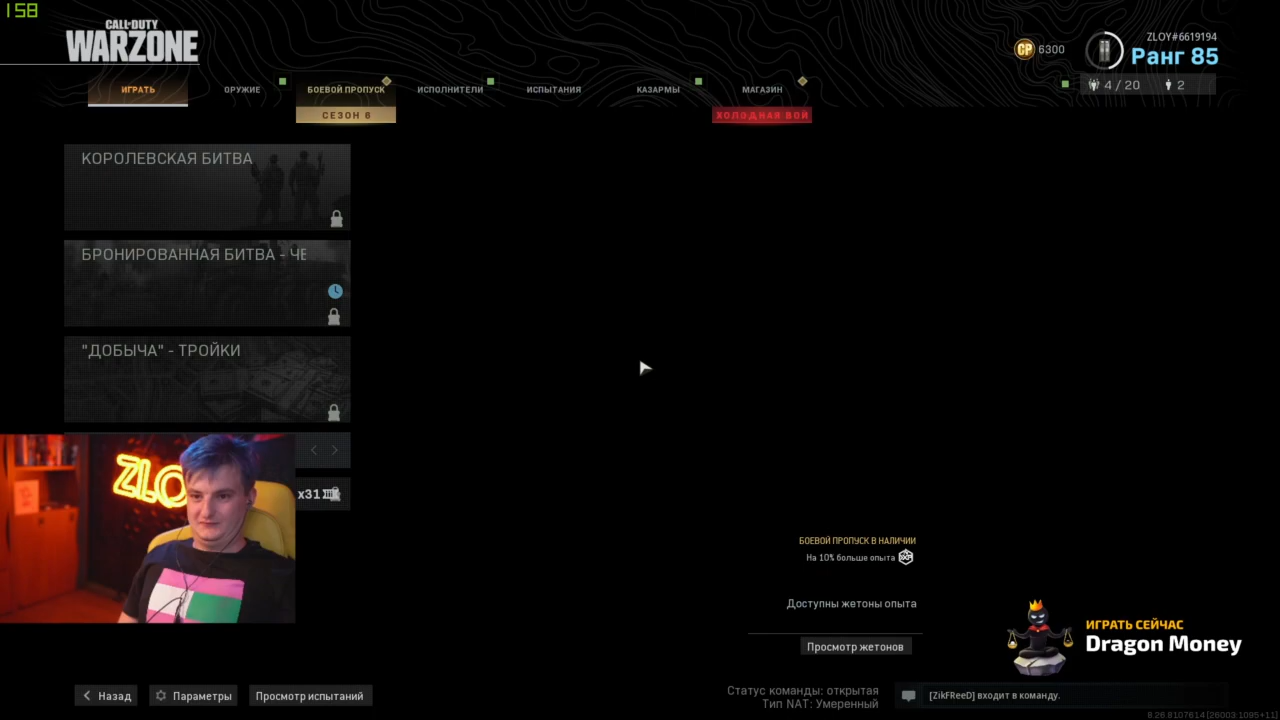 158
CALL OF DUTY
WARZONE
CP 6300
ZLOY#6619194
Ранг 85
4 / 20
2
ИГРАТЬ
ОРУЖИЕ
БОЕВОЙ ПРОПУСК
ИСПОЛНИТЕЛИ
ИСПЫТАНИЯ
КАЗАРМЫ
МАГАЗИН
СЕЗОН 6
ХОЛОДНАЯ ВОЙ
КОРОЛЕВСКАЯ БИТВА
БРОНИРОВАННАЯ БИТВА - ЧЕ
"ДОБЫЧА" - ТРОЙКИ
x31
ZLO
БОЕВОЙ ПРОПУСК В НАЛИЧИИ
На 10% больше опыта
Доступны жетоны опыта
Просмотр жетонов
ИГРАТЬ СЕЙЧАС
Dragon Money
Назад
Параметры
Просмотр испытаний
Статус команды: открытая
Тип NAT: Умеренный
[ZikFReeD] входит в команду.